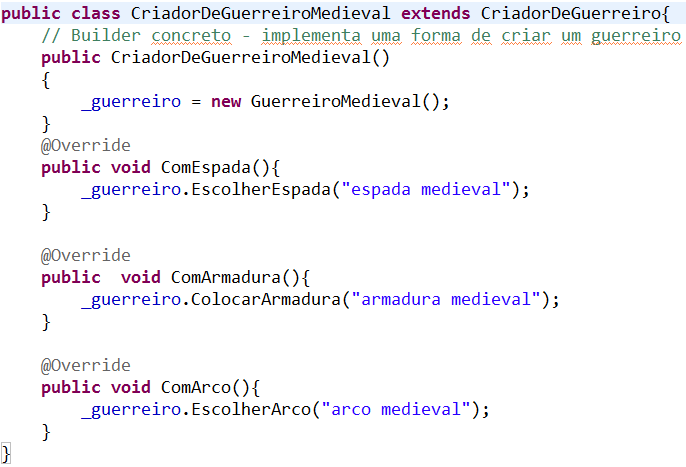 public class CriadorDeGuerreiroMedieval extends CriadorDeGuerreiro{
    // Builder concreto - implementa uma forma de criar um guerreiro
    public CriadorDeGuerreiroMedieval()
    {
        _guerreiro = new GuerreiroMedieval();
    }
    @Override
    public void ComEspada(){
        _guerreiro.EscolherEspada("espada medieval");
    }

    @Override
    public  void ComArmadura(){
        _guerreiro.ColocarArmadura("armadura medieval");
    }

    @Override
    public void ComArco(){
        _guerreiro.EscolherArco("arco medieval");
    }
}